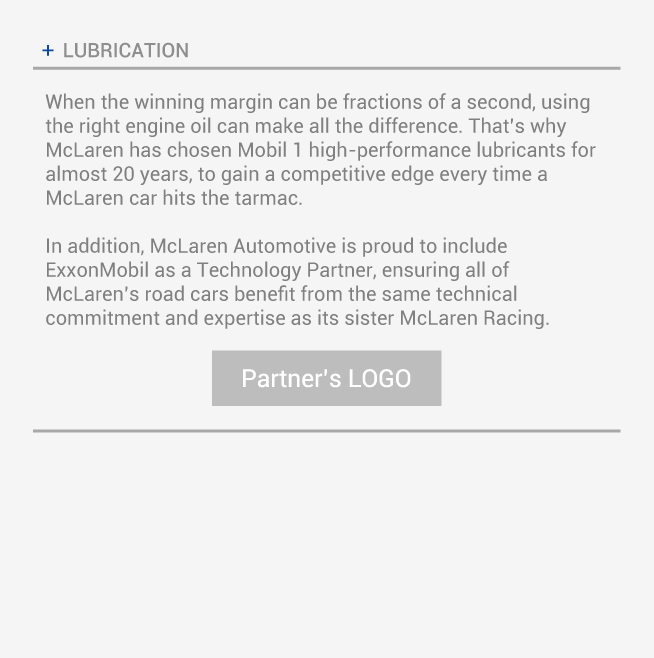 + LUBRICATION
When the winning margin can be fractions of a second, using
the right engine oil can make all the difference. That's why
McLaren has chosen Mobil 1 high-performance lubricants for
almost 20 years, to gain a competitive edge every time a
McLaren car hits the tarmac.
In addition, McLaren Automotive is proud to include
ExxonMobil as a Technology Partner, ensuring all of
McLaren's road cars benefit from the same technical
commitment and expertise as its sister McLaren Racing.
Partner's LOGO